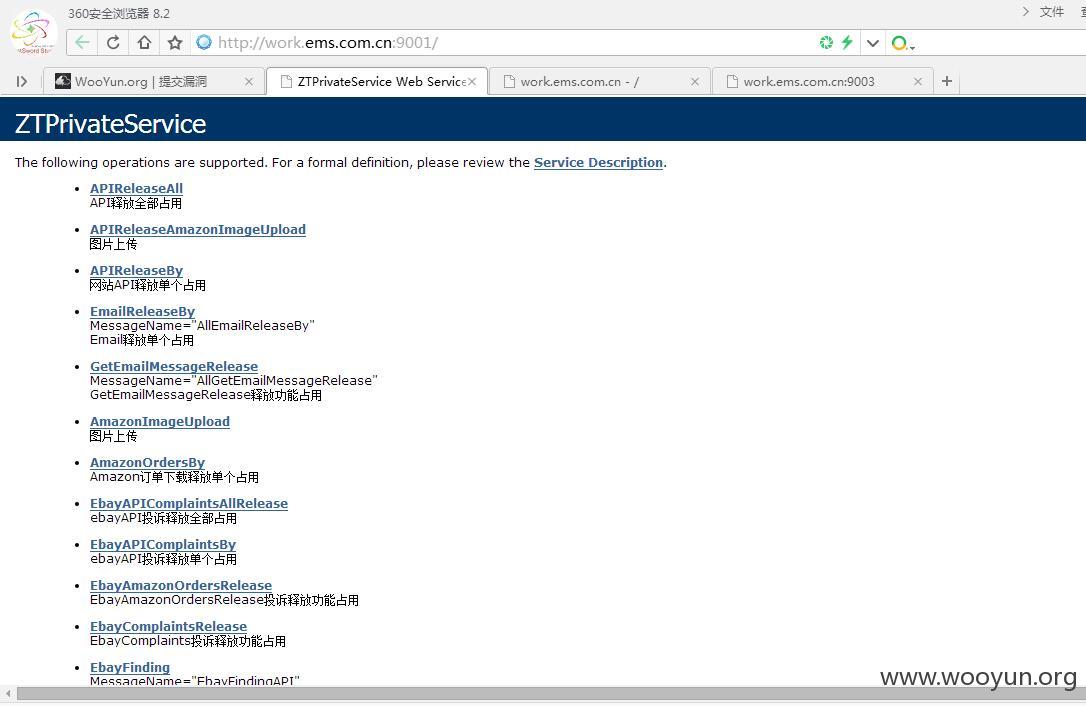 360安全浏览器 8.2
文件
http://work.ems.com.cn:9001/
WooYun.org | 提交漏洞
ZTPrivateService Web Service
work.ems.com.cn - /
work.ems.com.cn:9003
ZTPrivateService
The following operations are supported. For a formal definition, please review the Service Description.
APIReleaseAll
API释放全部占用
APIReleaseAmazonImageUpload
图片上传
APIReleaseBy
网站API释放单个占用
EmailReleaseBy
MessageName="AllEmailReleaseBy"
Email释放单个占用
GetEmailMessageRelease
MessageName="AllGetEmailMessageRelease"
GetEmailMessageRelease释放功能占用
AmazonImageUpload
图片上传
AmazonOrdersBy
Amazon订单下载释放单个占用
EbayAPIComplaintsAllRelease
ebayAPI投诉释放全部占用
EbayAPIComplaintsBy
ebayAPI投诉释放单个占用
EbayAmazonOrdersRelease
EbayAmazonOrdersRelease投诉释放功能占用
EbayComplaintsRelease
EbayComplaints投诉释放功能占用
EbayFinding
MessageName="EbayFindingAPI"
www.wooyun.org